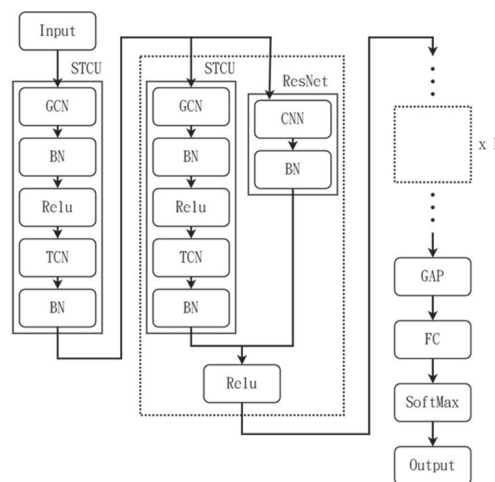 Input
STCU
GCN
BN
Relu
TCN
BN
STCU
GCN
BN
Relu
TCN
BN
ResNet
CNN
BN
Relu
x
GAP
FC
SoftMax
Output